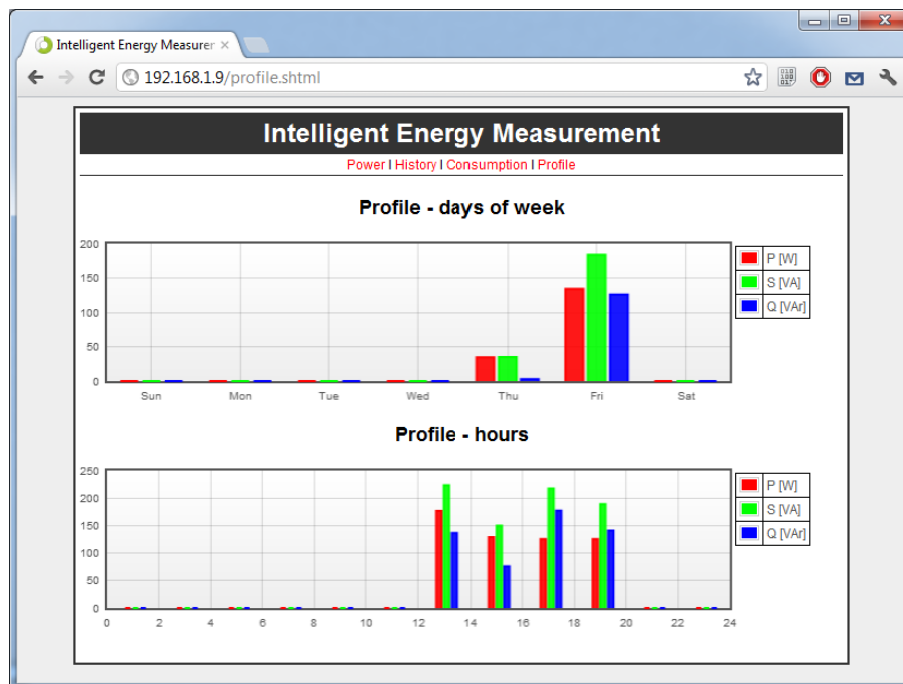 Intelligent Energy Measurer
192.168.1.9/profile.shtml
Intelligent Energy Measurement
Power | History | Consumption | Profile
Profile - days of week
200
150
100
50
0
Sun Mon Tue Wed Thu Fri Sat
P [W]
S [VA]
Q [VAr]
Profile - hours
250
200
150
100
50
0
0 2 4 6 8 10 12 14 16 18 20 22 24
P [W]
S [VA]
Q [VAr]